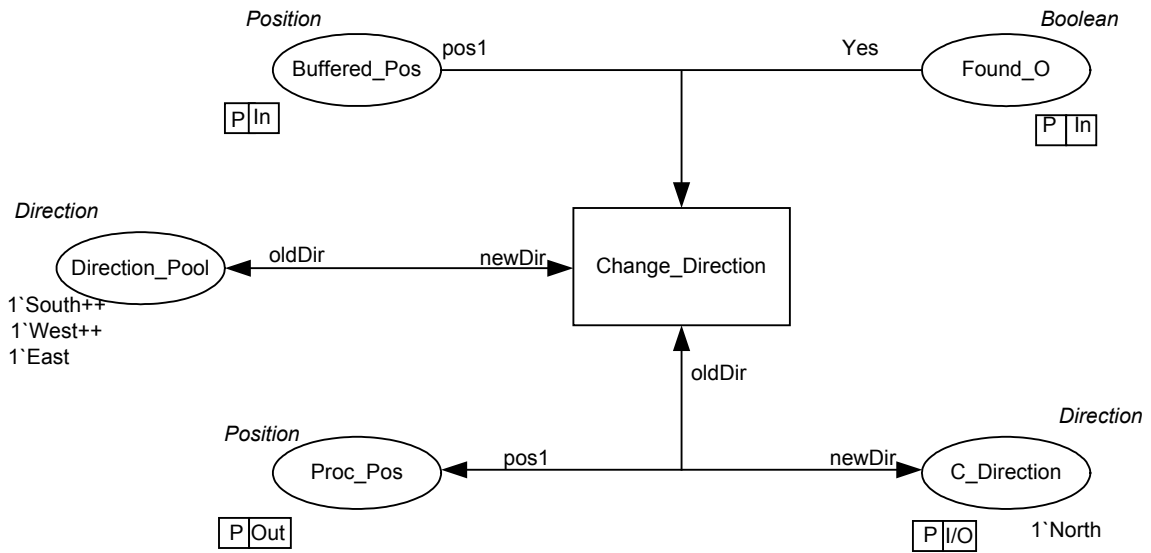 Position
Boolean
pos1
Yes
Buffered_Pos
Found_O
P In
P In
Direction
oldDir
newDir
Direction_Pool
Change_Direction
1`South++
1`West++
1`East
oldDir
Position
Direction
pos1
newDir
Proc_Pos
C_Direction
P Out
P I/O
1`North